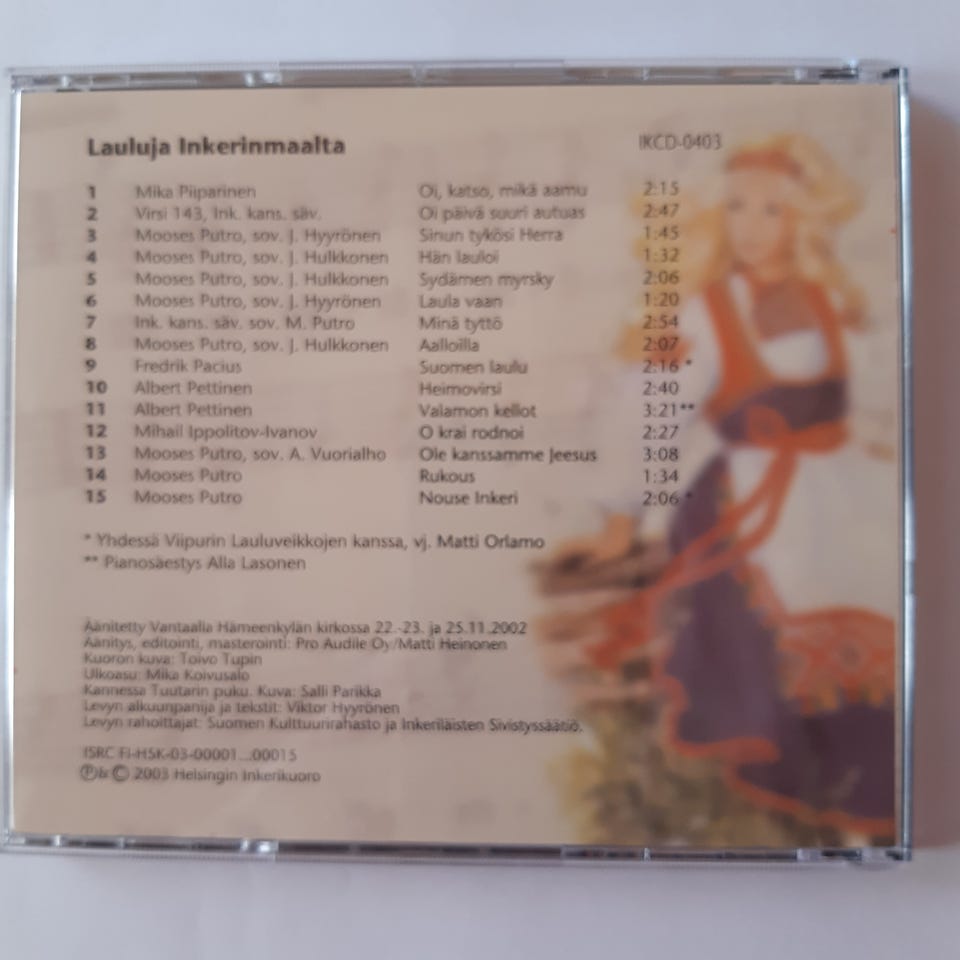 Lauluja Inkerinmaalta IKCD-0403
1 Mika Piiparinen Oi, katso, mikä aamu 2:15
2 Virsi 143, Ink. kans. säv. Oi päivä suuri autuas 2:47
3 Mooses Putro, sov. J. Hyyrönen Sinun tykösi Herra 1:45
4 Mooses Putro, sov. J. Hulkkonen Hän lauloi 1:32
5 Mooses Putro, sov. J. Hulkkonen Sydämen myrsky 2:06
6 Mooses Putro, sov. J. Hyyrönen Laula vaan 1:20
7 Ink. kans. säv. sov. M. Putro Minä tyttö 2:54
8 Mooses Putro, sov. J. Hulkkonen Aalloilla 2:07
9 Fredrik Pacius Suomen laulu 2:16 *
10 Albert Pettinen Heimovirsi 2:40
11 Albert Pettinen Valamon kellot 3:21**
12 Mihail Ippolitov-Ivanov O krai rodnoi 2:27
13 Mooses Putro, sov. A. Vuorialho Ole kanssamme Jeesus 3:08
14 Mooses Putro Rukous 1:34
15 Mooses Putro Nouse Inkeri 2:06 *
* Yhdessä Viipurin Lauluveikkojen kanssa, vj. Matti Orlamo
** Pianosäestys Alla Lasonen
Äänitetty Vantaalla Hämeenkylän kirkossa 22.-23. ja 25.11.2002
Äänitys, editointi, masterointi: Pro Audile Oy/Matti Heinonen
Kuoron kuva: Toivo Tupin
Ulkoasu: Mika Koivusalo
Kannessa Tuutarin puku. Kuva: Salli Parikka
Levyn alkuunpanija ja tekstit: Viktor Hyyrönen
Levyn rahoittajat: Suomen Kulttuurirahasto ja Inkeriläisten Sivistyssäätiö.
ISRC FI-HSK-03-00001...00015
℗&© 2003 Helsingin Inkerikuoro